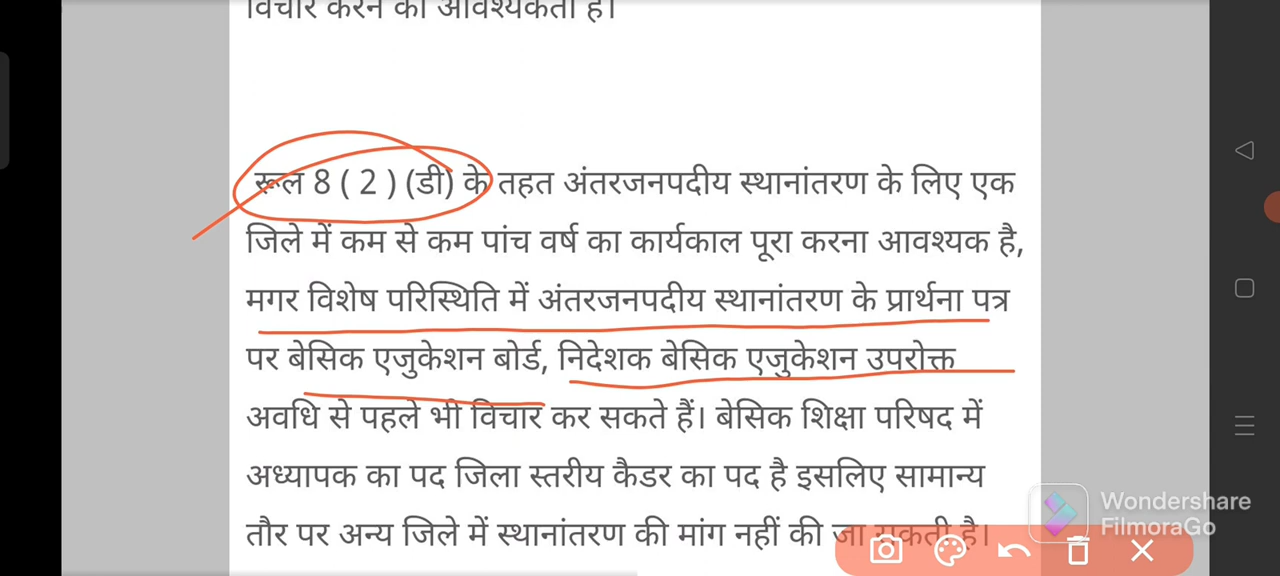 विचार करने की आवश्यकता है।
रूल 8 ( 2 ) (डी) के तहत अंतरजनपदीय स्थानांतरण के लिए एक
जिले में कम से कम पांच वर्ष का कार्यकाल पूरा करना आवश्यक है,
मगर विशेष परिस्थिति में अंतरजनपदीय स्थानांतरण के प्रार्थना पत्र
पर बेसिक एजुकेशन बोर्ड, निदेशक बेसिक एजुकेशन उपरोक्त
अवधि से पहले भी विचार कर सकते हैं। बेसिक शिक्षा परिषद में
अध्यापक का पद जिला स्तरीय कैडर का पद है इसलिए सामान्य
तौर पर अन्य जिले में स्थानांतरण की मांग नहीं की जा सकती है।
Wondershare
FilmoraGo